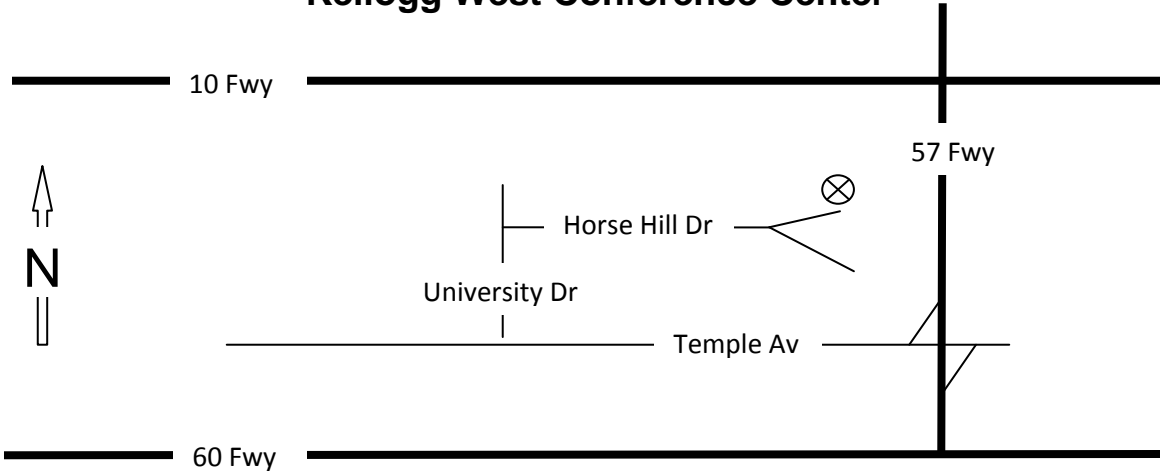 Kellogg West Conference Center
10 Fwy
57 Fwy
Horse Hill Dr
N
University Dr
Temple Av
60 Fwy